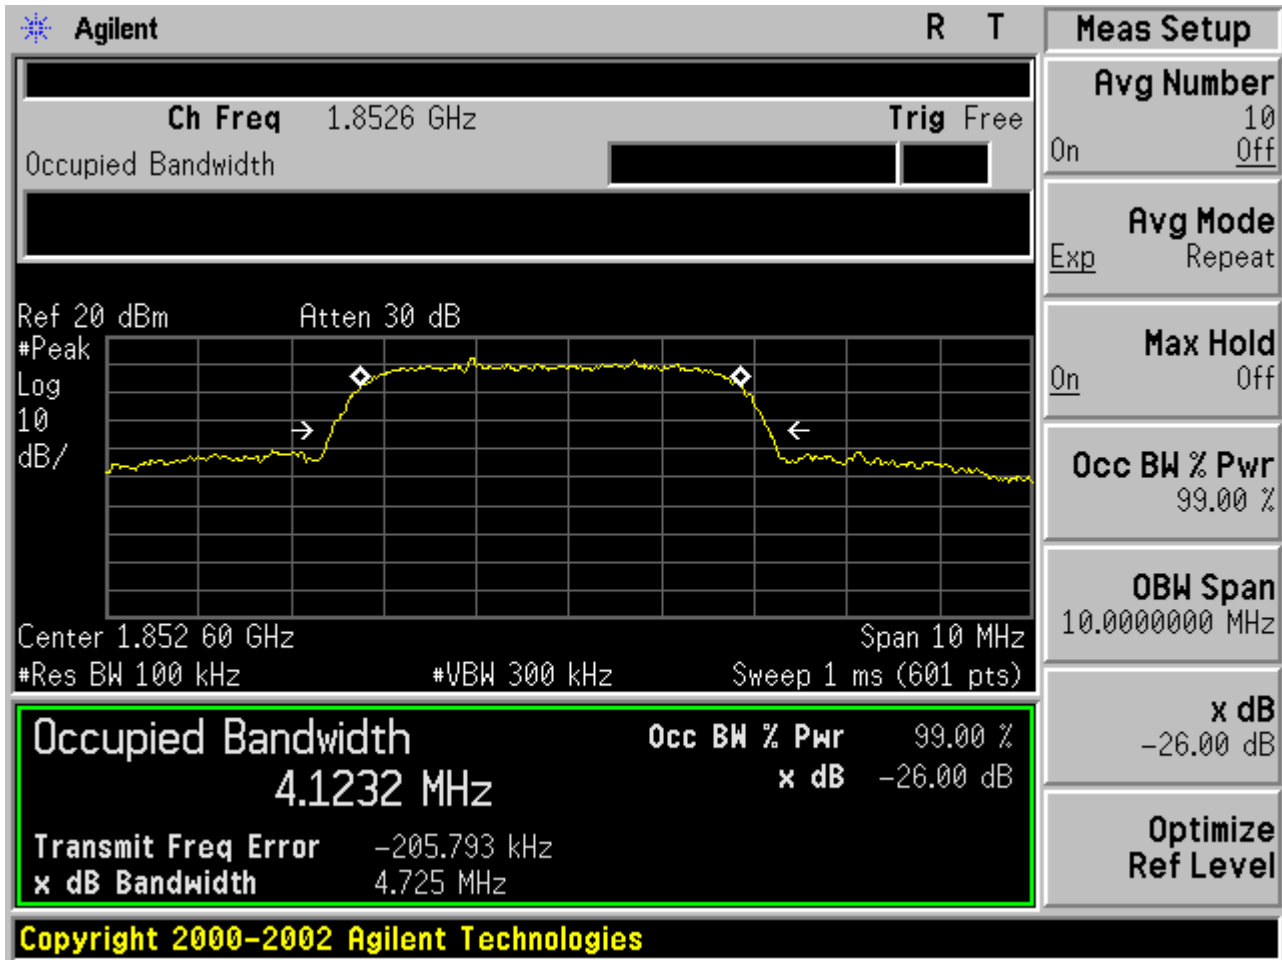 Agilent
R T
Ch Freq 1.8526 GHz
Trig Free
Occupied Bandwidth
Ref 20 dBm
Atten 30 dB
#Peak
Log
10
dB/
Center 1.852 60 GHz
Span 10 MHz
#Res BW 100 kHz
#VBW 300 kHz
Sweep 1 ms (601 pts)
Occupied Bandwidth
4.1232 MHz
Occ BW % Pwr 99.00 %
x dB -26.00 dB
Transmit Freq Error -205.793 kHz
x dB Bandwidth 4.725 MHz
Copyright 2000-2002 Agilent Technologies
Meas Setup
Avg Number
10
On Off
Avg Mode
Exp Repeat
Max Hold
On Off
Occ BW % Pwr
99.00 %
OBW Span
10.0000000 MHz
x dB
-26.00 dB
Optimize
Ref Level